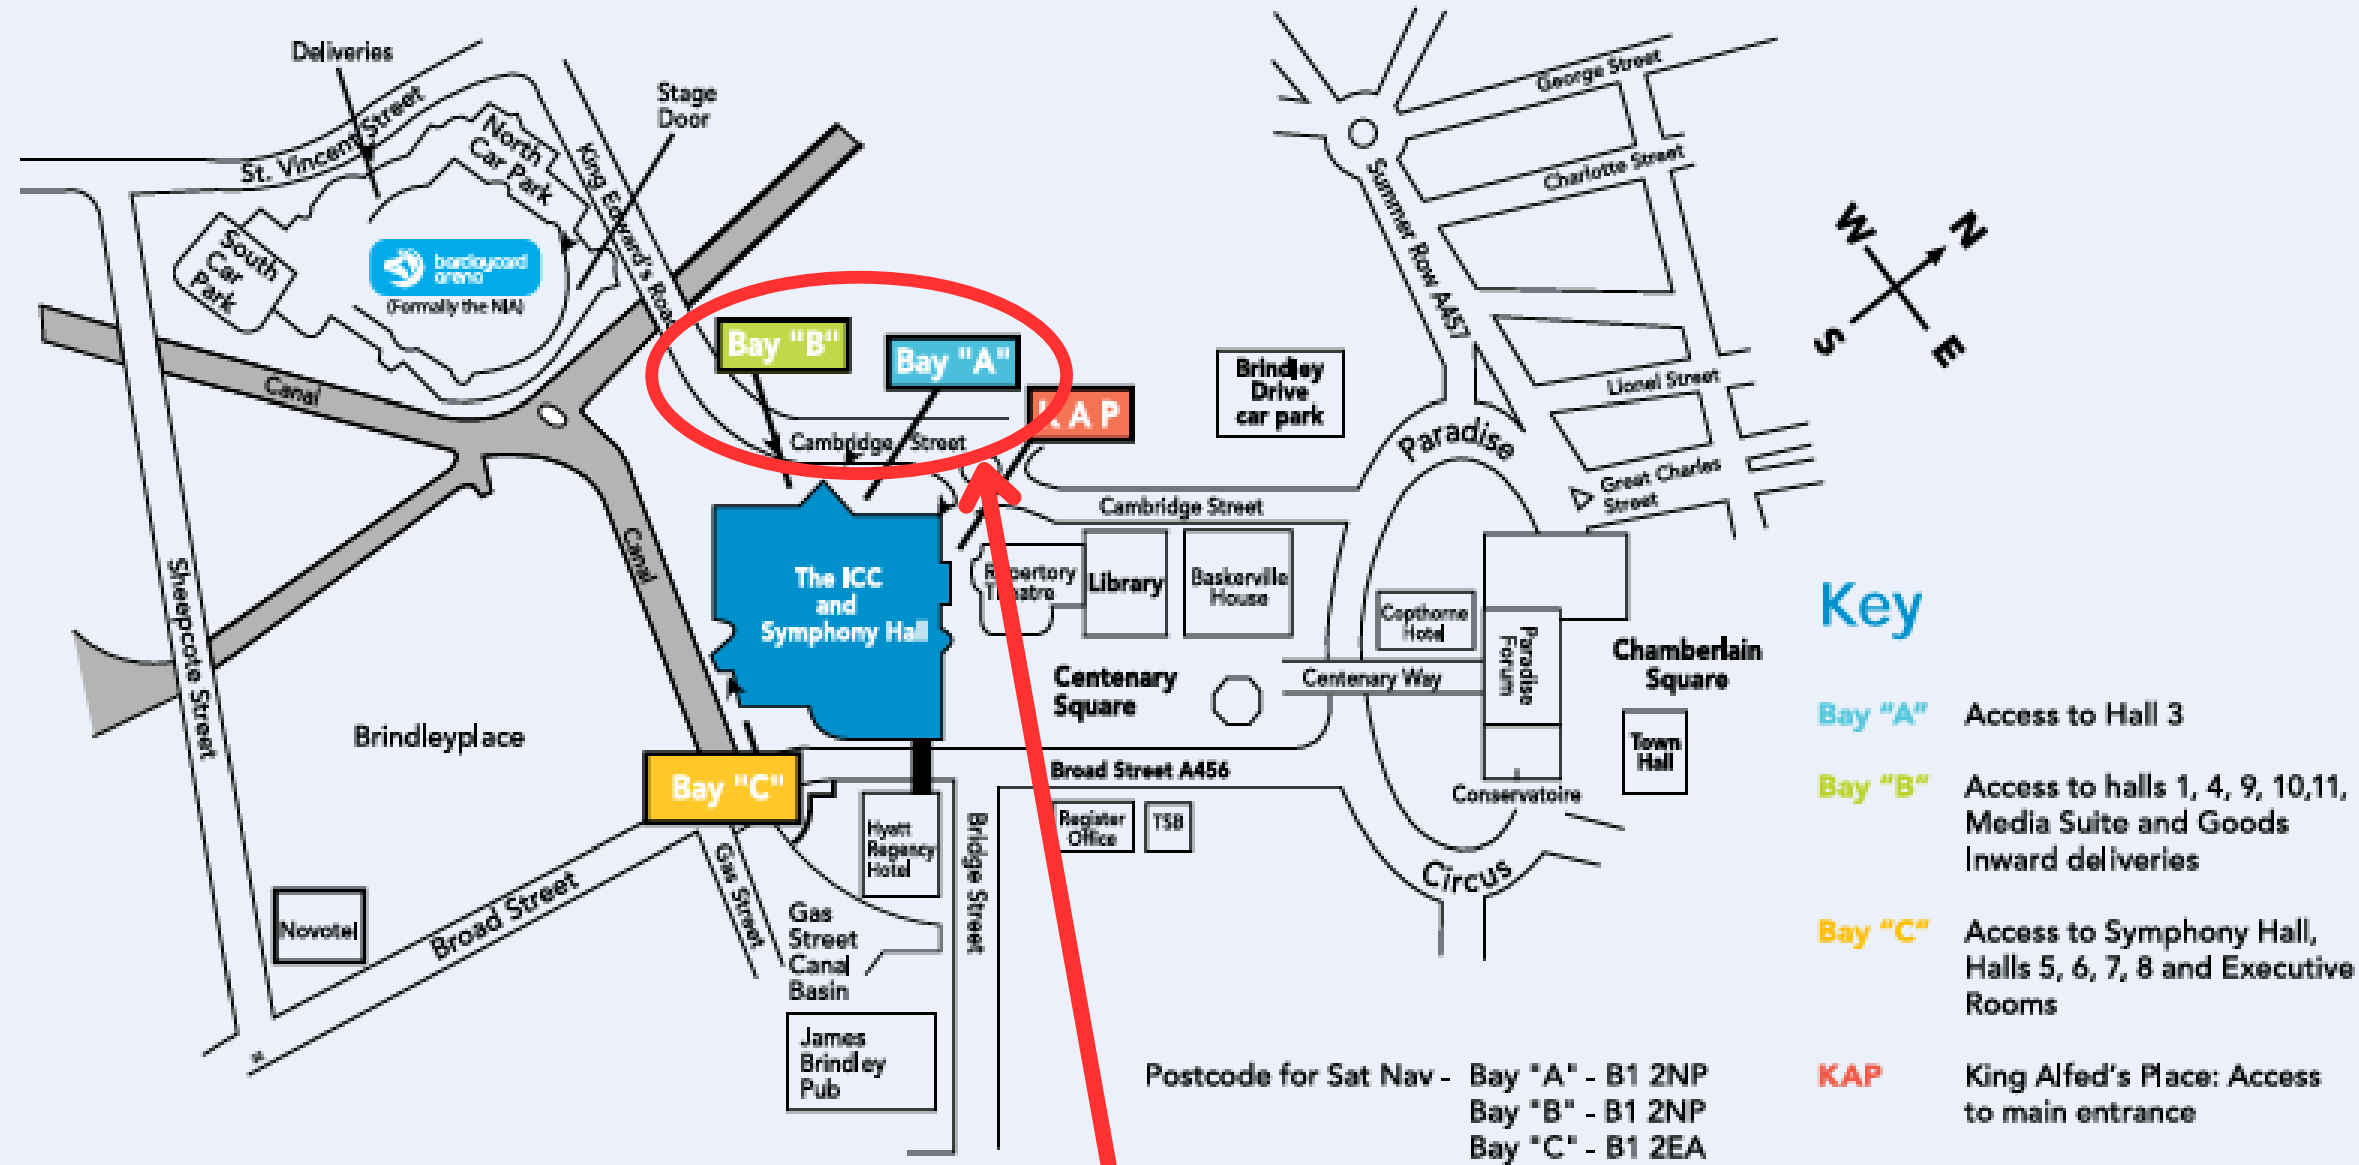 Deliveries
Stage
Door
St. Vincent Street
North
Car Park
King Edward's Road
South
Car
Park
barclaycard
arena
(Formally the NIA)
Canal
Bay "B"
Bay "A"
K A P
Cambridge Street
Brindley
Drive
car park
Summer Row A457
George Street
Charlotte Street
Lionel Street
Great Charles
Street
W
N
S
E
Paradise
Cambridge Street
Canal
The ICC
and
Symphony Hall
Repertory
Theatre
Library
Baskerville
House
Copthorne
Hotel
Paradise
Forum
Chamberlain
Square
Centenary
Square
Centenary Way
Town
Hall
Sheepcote Street
Brindleyplace
Bay "C"
Broad Street A456
Conservatoire
Hyatt
Regency
Hotel
Bridge Street
Register
Office
TSB
Circus
Gas Street
Gas
Street
Canal
Basin
Novotel
Broad Street
James
Brindley
Pub
Key
Bay "A" Access to Hall 3
Bay "B" Access to halls 1, 4, 9, 10,11,
Media Suite and Goods
Inward deliveries
Bay "C" Access to Symphony Hall,
Halls 5, 6, 7, 8 and Executive
Rooms
KAP King Alfed's Place: Access
to main entrance
Postcode for Sat Nav - Bay "A" - B1 2NP
Bay "B" - B1 2NP
Bay "C" - B1 2EA